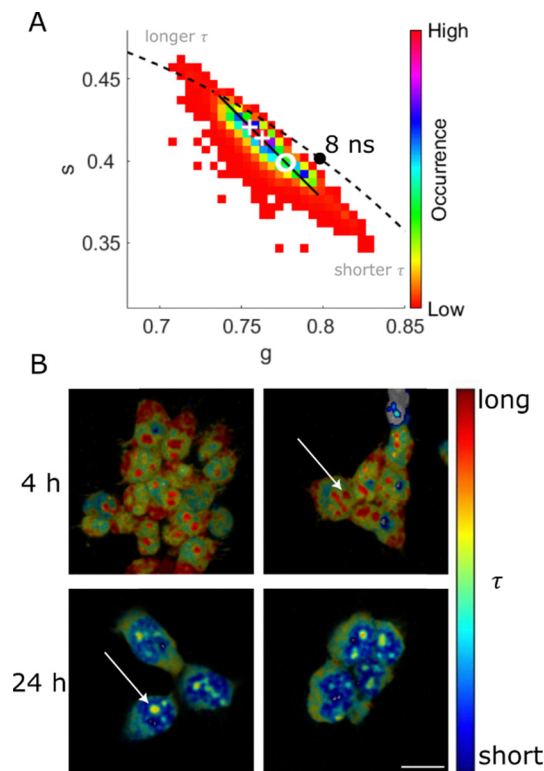 A
longer τ
0.45
0.4
0.35
s
8 ns
shorter τ
0.7
0.75
0.8
0.85
g
High
Occurrence
Low
B
4 h
24 h
long
τ
short